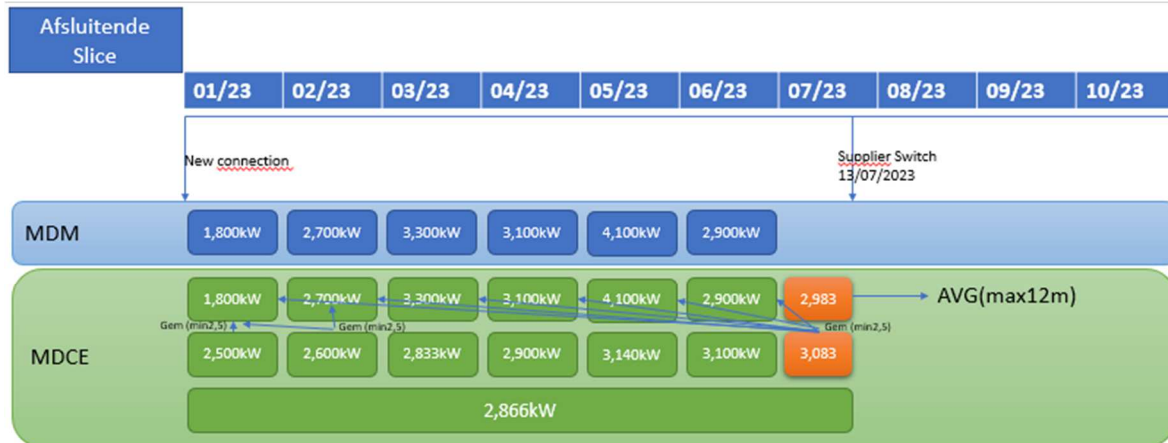 Afsluitende
Slice
01/23 02/23 03/23 04/23 05/23 06/23 07/23 08/23 09/23 10/23
New connection
Supplier Switch
13/07/2023
MDM
1,800kW 2,700kW 3,300kW 3,100kW 4,100kW 2,900kW
1,800kW 2,700kW 3,300kW 3,100kW 4,100kW 2,900kW 2,983 AVG(max12m)
Gem (min2,5) Gem (min2,5) Gem (min2,5)
MDCE
2,500kW 2,600kW 2,833kW 2,900kW 3,140kW 3,100kW 3,083
2,866kW